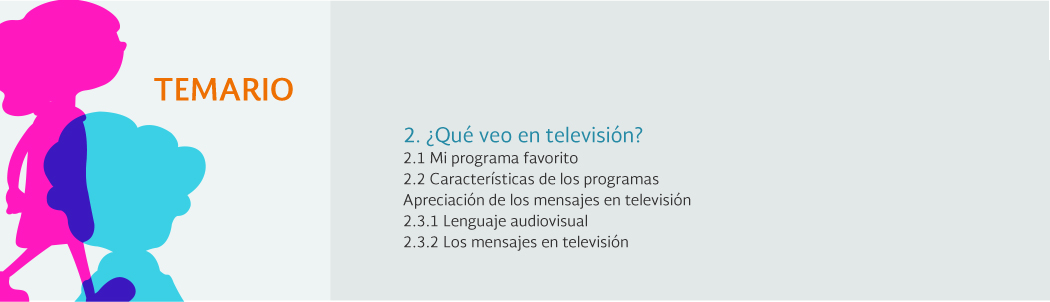 TEMARIO
2. ¿Qué veo en televisión?
2.1 Mi programa favorito
2.2 Características de los programas
Apreciación de los mensajes en televisión
2.3.1 Lenguaje audiovisual
2.3.2 Los mensajes en televisión